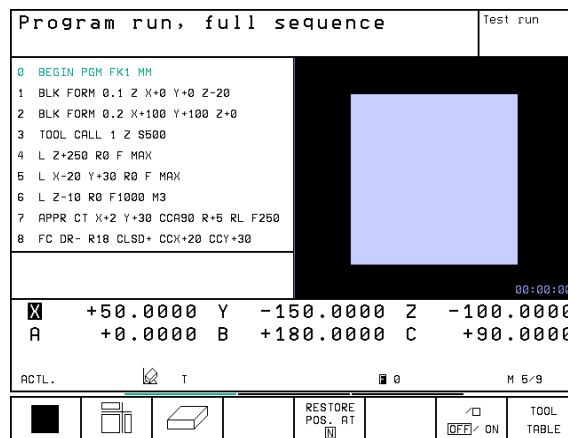 Program run, full sequence
Test run
0 BEGIN PGM FK1 MM
1 BLK FORM 0.1 Z X+0 Y+0 Z-20
2 BLK FORM 0.2 X+100 Y+100 Z+0
3 TOOL CALL 1 Z S500
4 L Z+250 R0 F MAX
5 L X-20 Y+30 R0 F MAX
6 L Z-10 R0 F1000 M3
7 APPR CT X+2 Y+30 CCA90 R+5 RL F250
8 FC DR- R18 CLSD+ CCX+20 CCY+30
00:00:00
X +50.0000 Y -150.0000 Z -100.0000
A +0.0000 B +180.0000 C +90.0000
ACTL. T F 0 M 5/9
RESTORE
POS. AT
N
OFF / ON
TOOL
TABLE